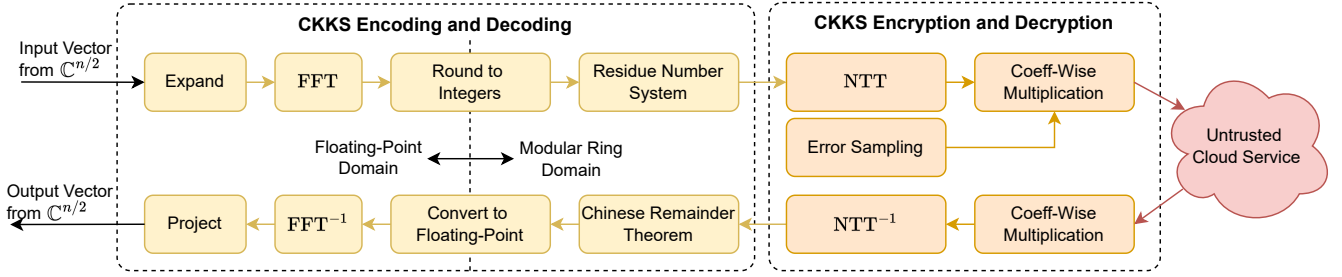 CKKS Encoding and Decoding
CKKS Encryption and Decryption
Input Vector
from ℂ^{n/2}
Expand
FFT
Round to
Integers
Residue Number
System
NTT
Coeff-Wise
Multiplication
Error Sampling
Untrusted
Cloud Service
Floating-Point
Domain
Modular Ring
Domain
Output Vector
from ℂ^{n/2}
Project
FFT⁻¹
Convert to
Floating-Point
Chinese Remainder
Theorem
NTT⁻¹
Coeff-Wise
Multiplication